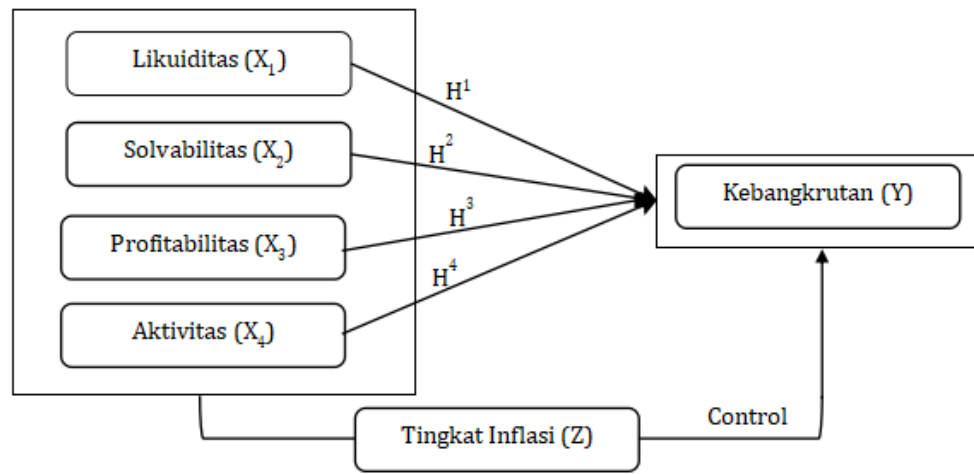 Likuiditas (X₁)
H¹
Solvabilitas (X₂)
H²
Kebangkrutan (Y)
Profitabilitas (X₃)
H³
H⁴
Aktivitas (X₄)
Control
Tingkat Inflasi (Z)